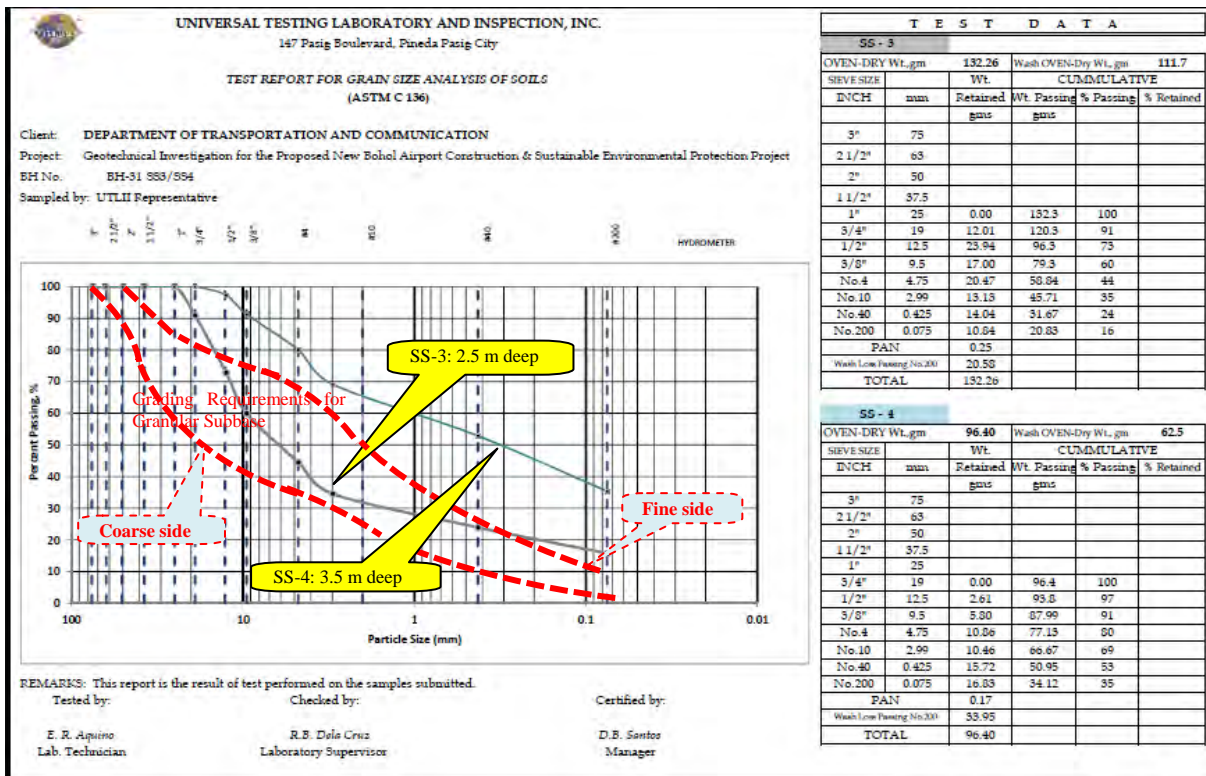 UNIVERSAL TESTING LABORATORY AND INSPECTION, INC.
147 Pasig Boulevard, Pineda Pasig City
TEST REPORT FOR GRAIN SIZE ANALYSIS OF SOILS
(ASTM C 136)
Client: DEPARTMENT OF TRANSPORTATION AND COMMUNICATION
Project: Geotechnical Investigation for the Proposed New Bohol Airport Construction & Sustainable Environmental Protection Project
BH No. BH-31 SS3/SS4
Sampled by: UTLII Representative
3" 2 1/2" 2" 1 1/2" 1" 3/4" 1/2" 3/8" #4 #10 #40 #200 HYDROMETER
100
90
80
70
60
50
40
30
20
10
0
Percent Passing, %
SS-3: 2.5 m deep
Grading Requirements for
Granular Subbase
Coarse side
Fine side
SS-4: 3.5 m deep
100 10 1 0.1 0.01
Particle Size (mm)
REMARKS: This report is the result of test performed on the samples submitted.
Tested by: Checked by: Certified by:
E. R. Aquino R.B. Dela Cruz D.B. Santos
Lab. Technician Laboratory Supervisor Manager
T E S T D A T A
SS - 3
OVEN-DRY Wt.,gm 132.26 Wash OVEN-Dry Wt., gm 111.7
SIEVE SIZE Wt. CUMMULATIVE
INCH mm Retained Wt. Passing % Passing % Retained
gms gms
3" 75
2 1/2" 63
2" 50
1 1/2" 37.5
1" 25 0.00 132.3 100
3/4" 19 12.01 120.3 91
1/2" 12.5 23.94 96.3 73
3/8" 9.5 17.00 79.3 60
No.4 4.75 20.47 58.84 44
No.10 2.99 13.13 45.71 35
No.40 0.425 14.04 31.67 24
No.200 0.075 10.84 20.83 16
PAN 0.25
Wash Loss Passing No.200 20.58
TOTAL 132.26
SS - 4
OVEN-DRY Wt.,gm 96.40 Wash OVEN-Dry Wt., gm 62.5
SIEVE SIZE Wt. CUMMULATIVE
INCH mm Retained Wt. Passing % Passing % Retained
gms gms
3" 75
2 1/2" 63
2" 50
1 1/2" 37.5
1" 25
3/4" 19 0.00 96.4 100
1/2" 12.5 2.61 93.8 97
3/8" 9.5 5.80 87.99 91
No.4 4.75 10.86 77.13 80
No.10 2.99 10.46 66.67 69
No.40 0.425 15.72 50.95 53
No.200 0.075 16.83 34.12 35
PAN 0.17
Wash Loss Passing No.200 33.95
TOTAL 96.40